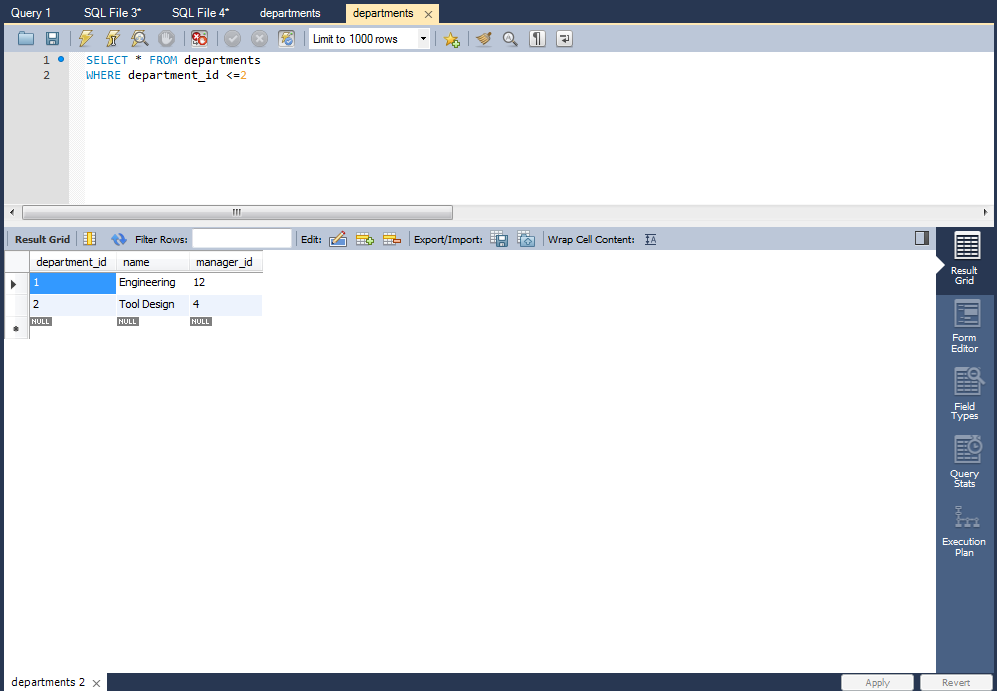 Query 1 SQL File 3* SQL File 4* departments departments
Limit to 1000 rows
1 SELECT * FROM departments
2 WHERE department_id <=2
Result Grid Filter Rows: Edit: Export/Import: Wrap Cell Content:
department_id name manager_id
1 Engineering 12
2 Tool Design 4
NULL NULL NULL
Result
Grid
Form
Editor
Field
Types
Query
Stats
Execution
Plan
departments 2 Apply Revert